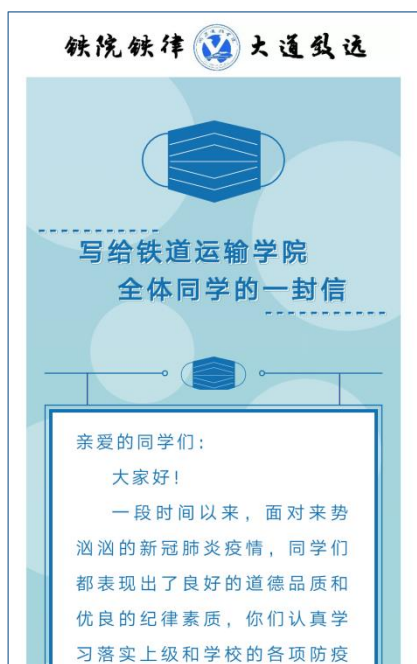 铁院铁律 大道致远
写给铁道运输学院
全体同学的一封信
亲爱的同学们：
大家好！
一段时间以来，面对来势
汹汹的新冠肺炎疫情，同学们
都表现出了良好的道德品质和
优良的纪律素质，你们认真学
习落实上级和学校的各项防疫